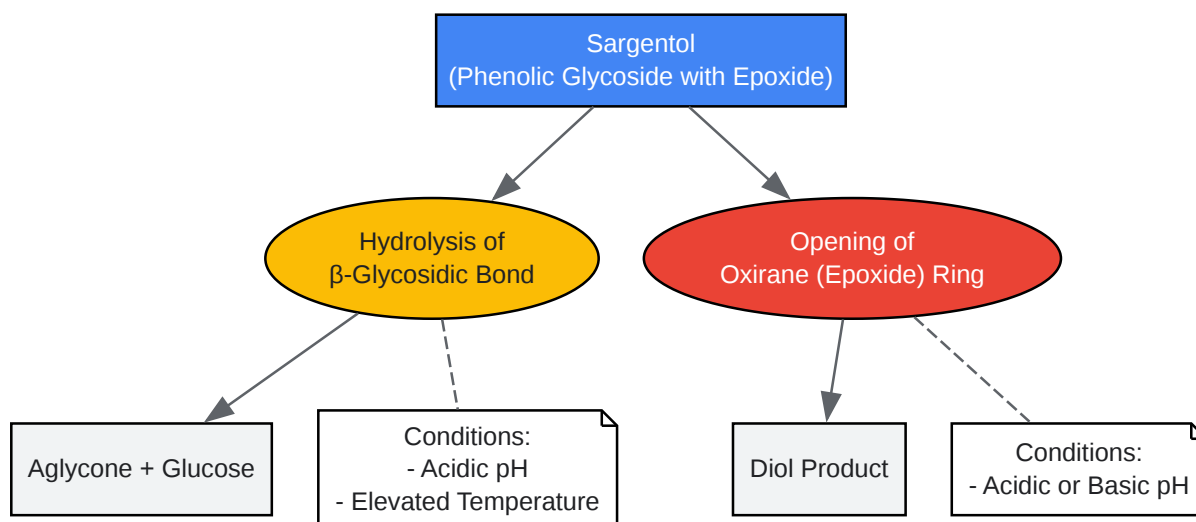 Sargentol
(Phenolic Glycoside with Epoxide)
Hydrolysis of
β-Glycosidic Bond
Opening of
Oxirane (Epoxide) Ring
Aglycone + Glucose
Conditions:
- Acidic pH
- Elevated Temperature
Diol Product
Conditions:
- Acidic or Basic pH